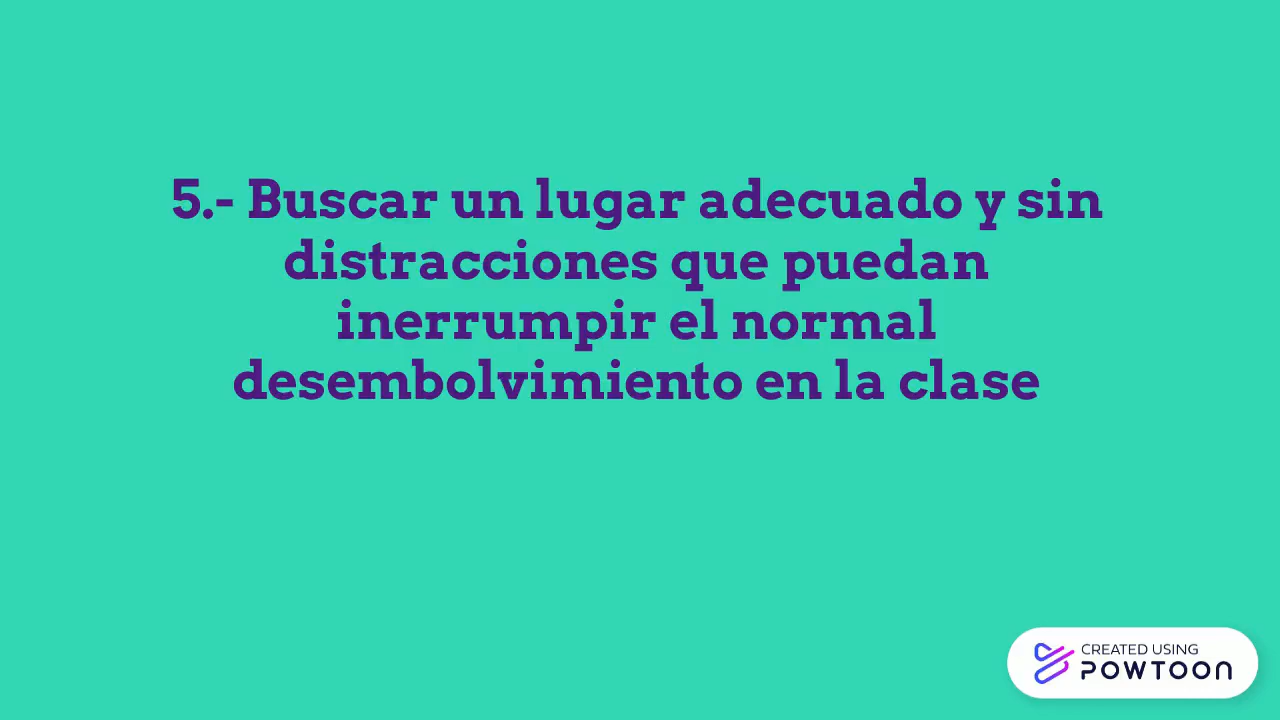 5.- Buscar un lugar adecuado y sin
distracciones que puedan
inerrumpir el normal
desembolvimiento en la clase
CREATED USING
POWTOON